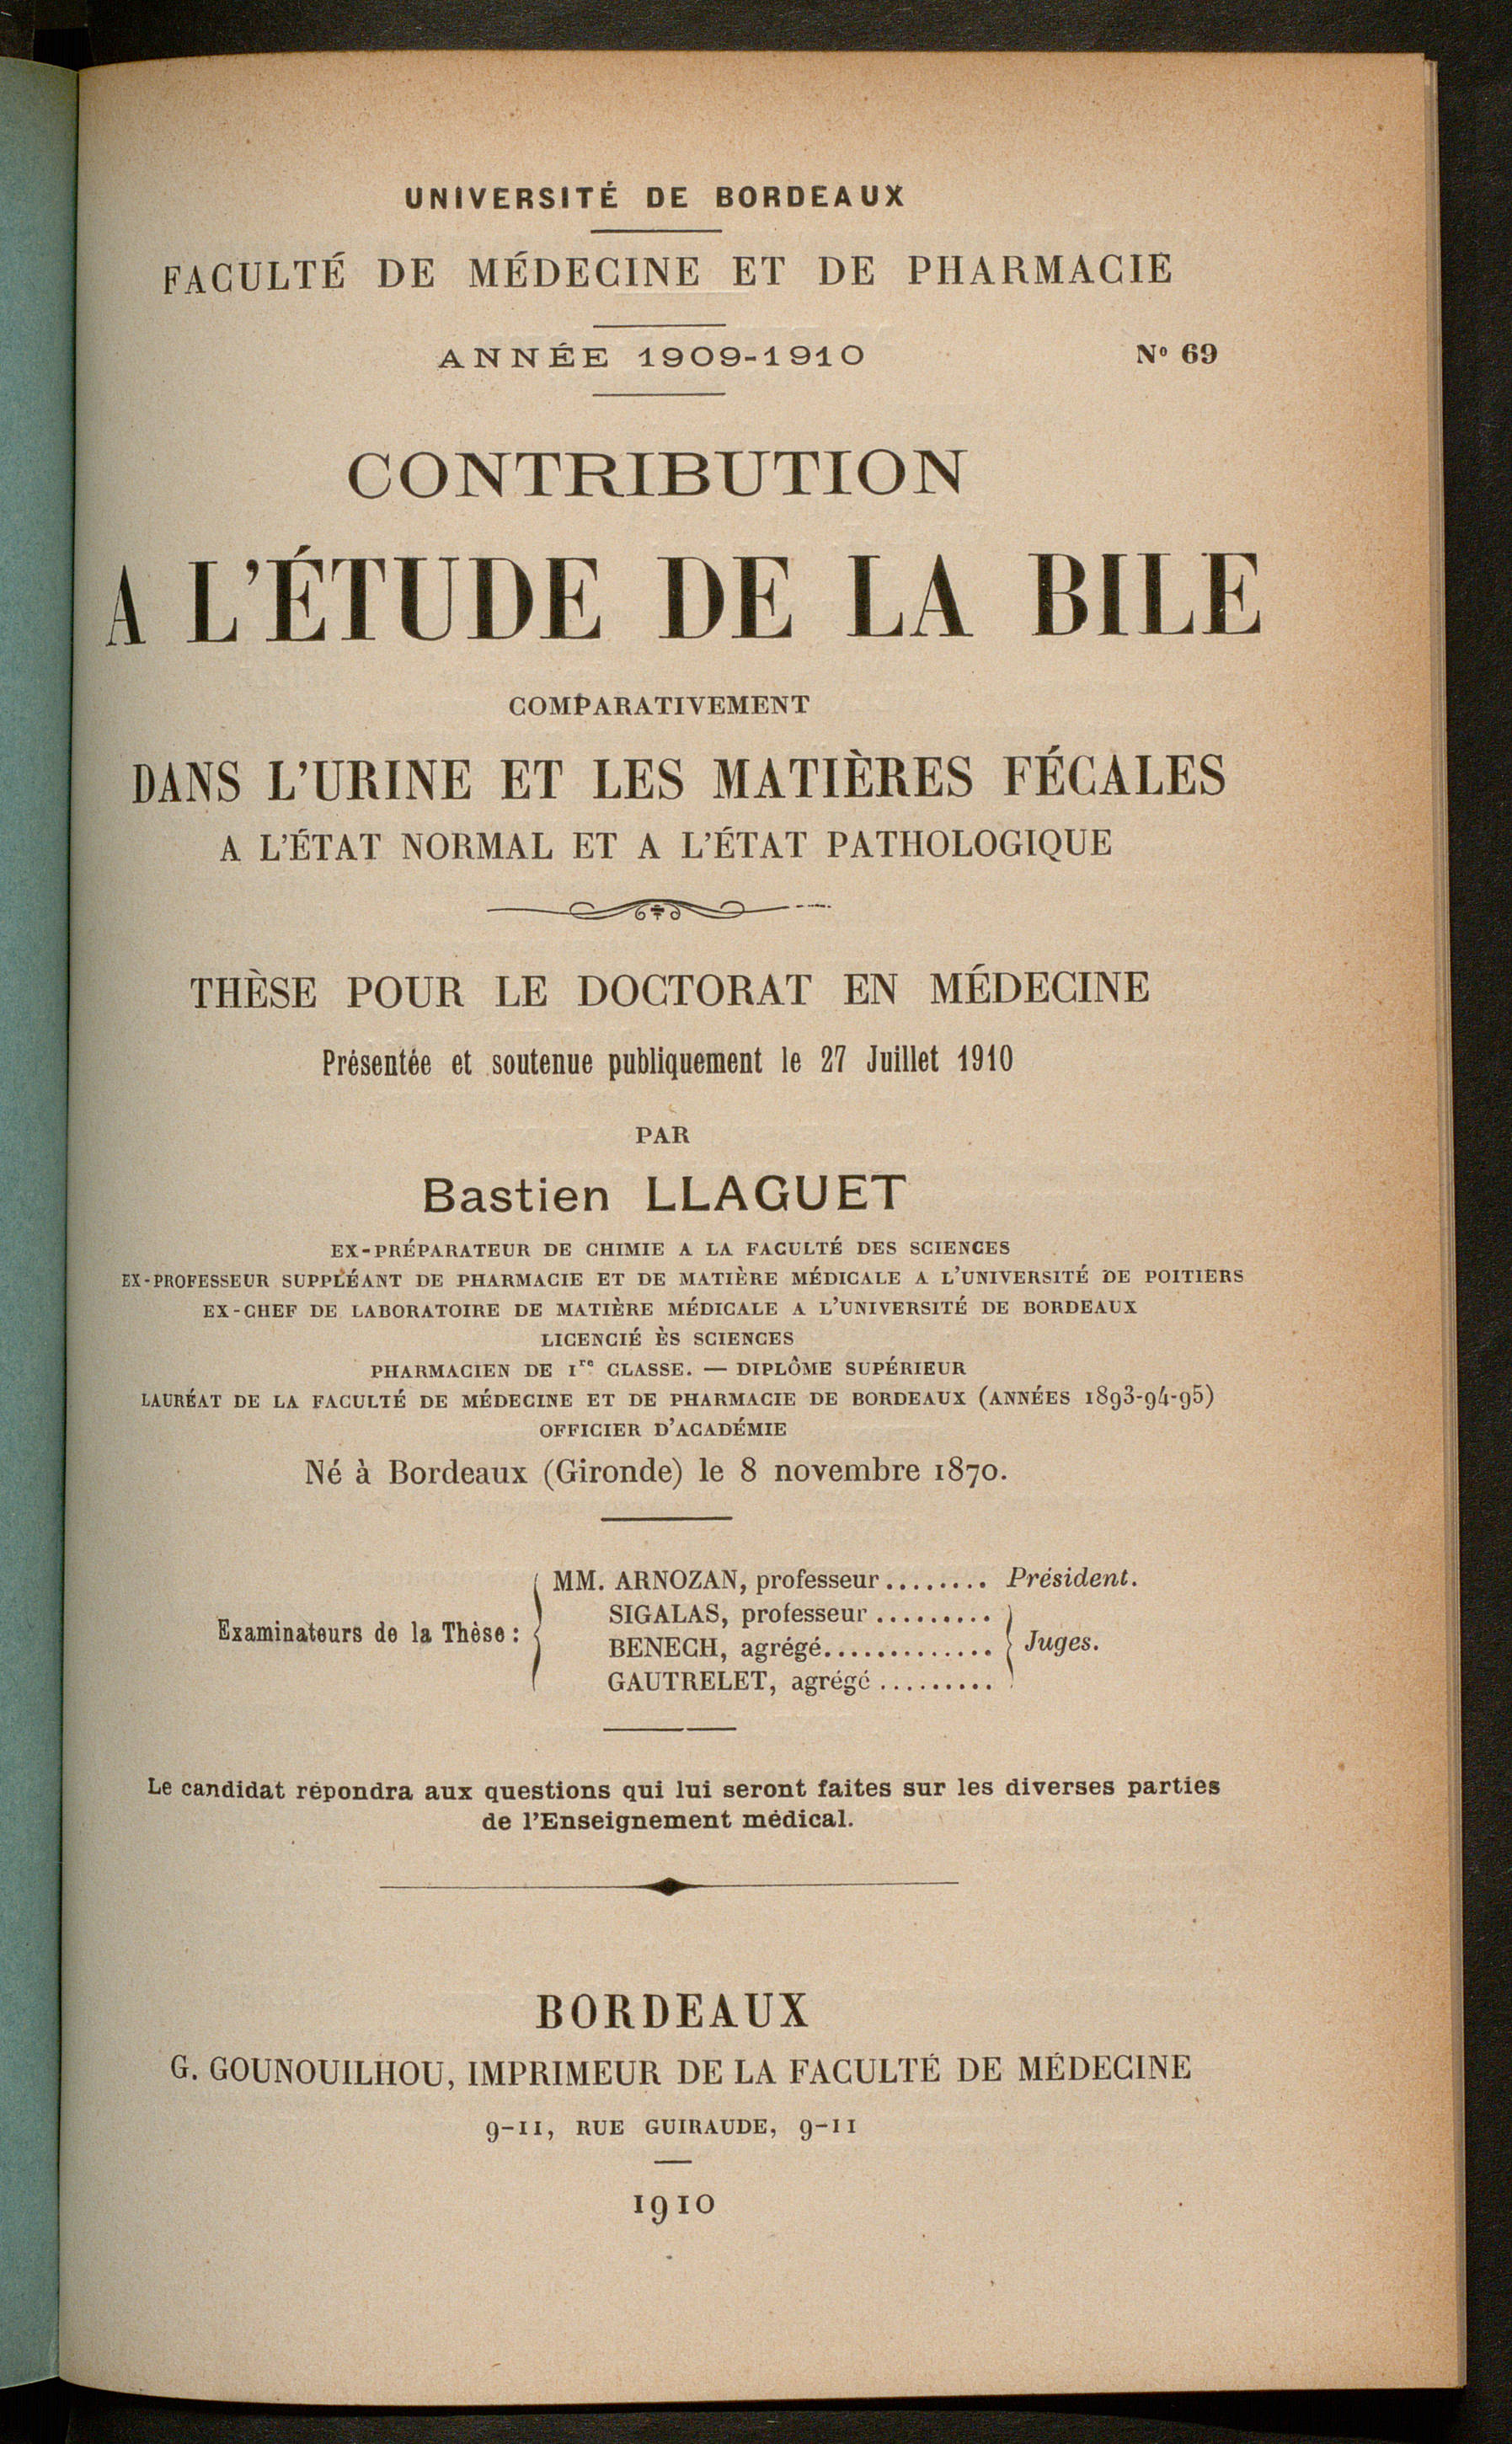 UNIVERSITÉ DE BORDEAUX
FACULTÉ DE MÉDECINE ET DE PHARMACIE
ANNÉE 1909-1910 Nº 69
CONTRIBUTION
A L'ÉTUDE DE LA BILE
COMPARATIVEMENT
DANS L'URINE ET LES MATIÈRES FÉCALES
A L'ÉTAT NORMAL ET A L'ÉTAT PATHOLOGIQUE
THÈSE POUR LE DOCTORAT EN MÉDECINE
Présentée et soutenue publiquement le 27 Juillet 1910
PAR
Bastien LLAGUET
EX-PRÉPARATEUR DE CHIMIE A LA FACULTÉ DES SCIENCES
EX-PROFESSEUR SUPPLÉANT DE PHARMACIE ET DE MATIÈRE MÉDICALE A L'UNIVERSITÉ DE POITIERS
EX-CHEF DE LABORATOIRE DE MATIÈRE MÉDICALE A L'UNIVERSITÉ DE BORDEAUX
LICENCIÉ ÈS SCIENCES
PHARMACIEN DE 1re CLASSE. — DIPLÔME SUPÉRIEUR
LAURÉAT DE LA FACULTÉ DE MÉDECINE ET DE PHARMACIE DE BORDEAUX (ANNÉES 1893-94-95)
OFFICIER D'ACADÉMIE
Né à Bordeaux (Gironde) le 8 novembre 1870.
MM. ARNOZAN, professeur........ Président.
Examinateurs de la Thèse :
SIGALAS, professeur .........
BENECH, agrégé.............
GAUTRELET, agrégé .........
Juges.
Le candidat répondra aux questions qui lui seront faites sur les diverses parties
de l'Enseignement médical.
BORDEAUX
G. GOUNOUILHOU, IMPRIMEUR DE LA FACULTÉ DE MÉDECINE
9-11, RUE GUIRAUDE, 9-11
1910